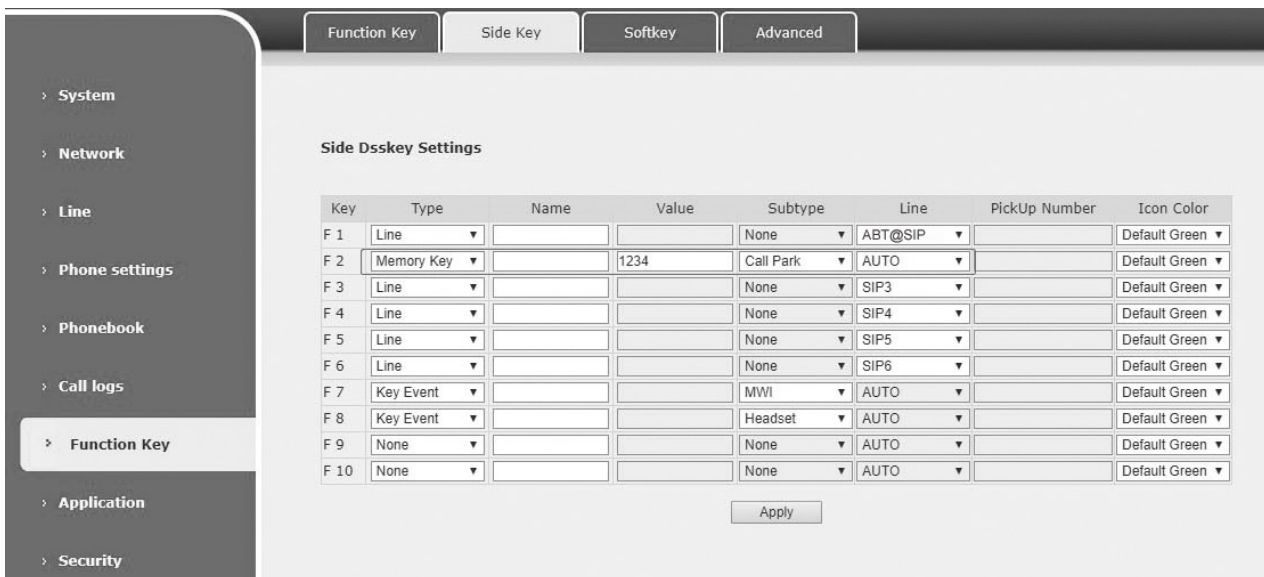 Function Key Side Key Softkey Advanced
System
Network
Line
Phone settings
Phonebook
Call logs
Function Key
Application
Security
Side Dsskey Settings
Key Type Name Value Subtype Line PickUp Number Icon Color
F 1 Line None ABT@SIP Default Green
F 2 Memory Key 1234 Call Park AUTO Default Green
F 3 Line None SIP3 Default Green
F 4 Line None SIP4 Default Green
F 5 Line None SIP5 Default Green
F 6 Line None SIP6 Default Green
F 7 Key Event MWI AUTO Default Green
F 8 Key Event Headset AUTO Default Green
F 9 None None AUTO Default Green
F 10 None None AUTO Default Green
Apply